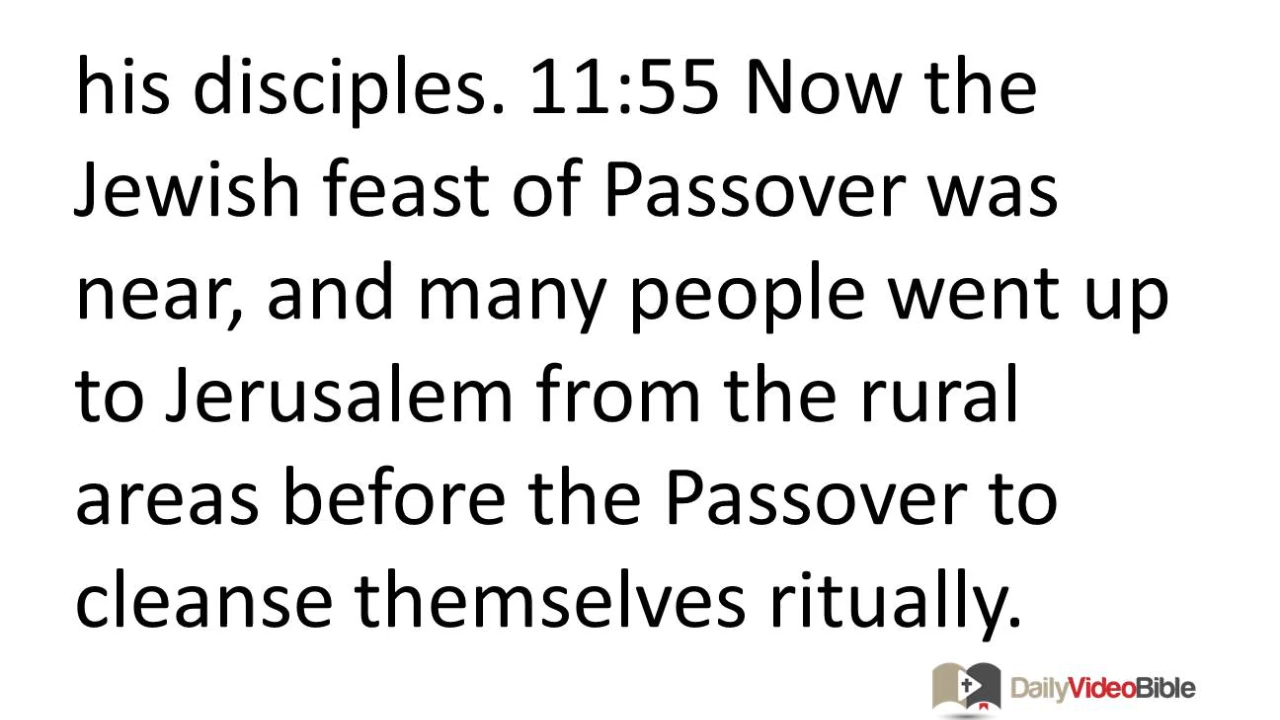 his disciples. 11:55 Now the
Jewish feast of Passover was
near, and many people went up
to Jerusalem from the rural
areas before the Passover to
cleanse themselves ritually.
DailyVideoBible